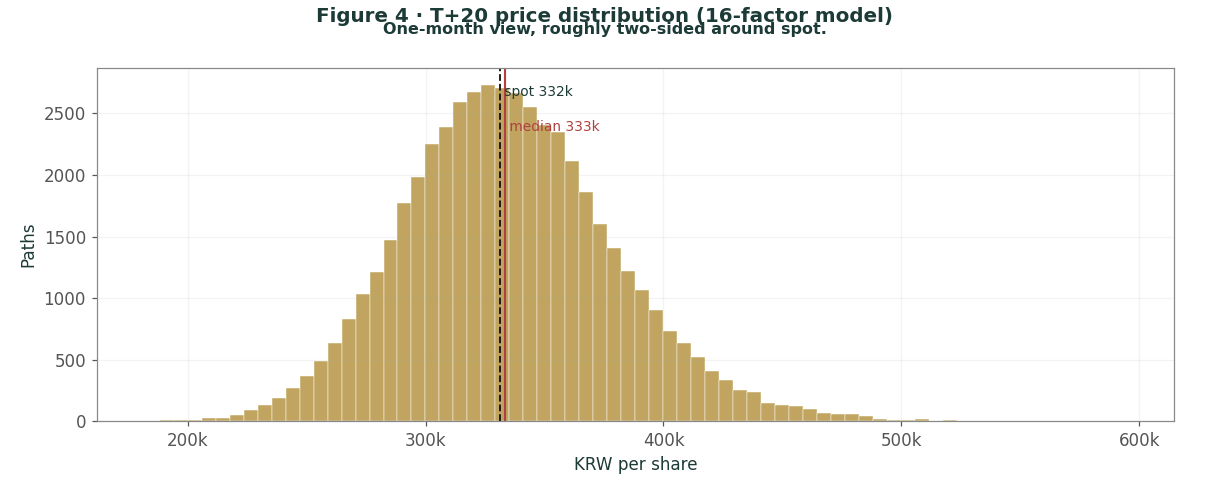 Figure 4 · T+20 price distribution (16-factor model)
One-month view, roughly two-sided around spot.
spot 332k
median 333k
Paths
2500
2000
1500
1000
500
0
200k
300k
400k
500k
600k
KRW per share